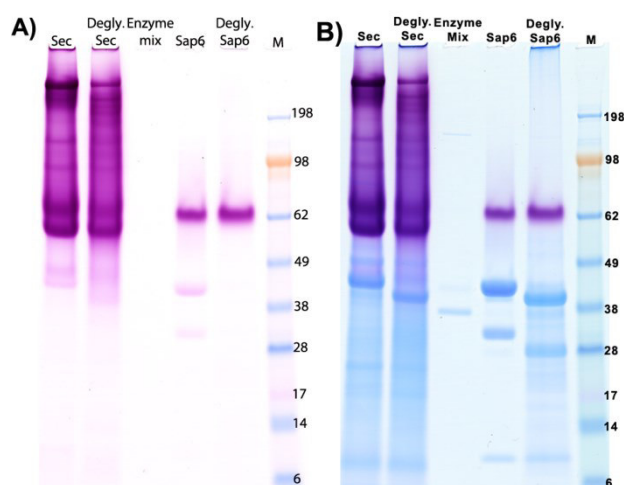 A)
Sec
Degly.
Sec
Enzyme
mix
Sap6
Degly.
Sap6
M
198
98
62
49
38
28
17
14
6
B)
Sec
Degly.
Sec
Enzyme
Mix
Sap6
Degly.
Sap6
M
198
98
62
49
38
28
17
14
6